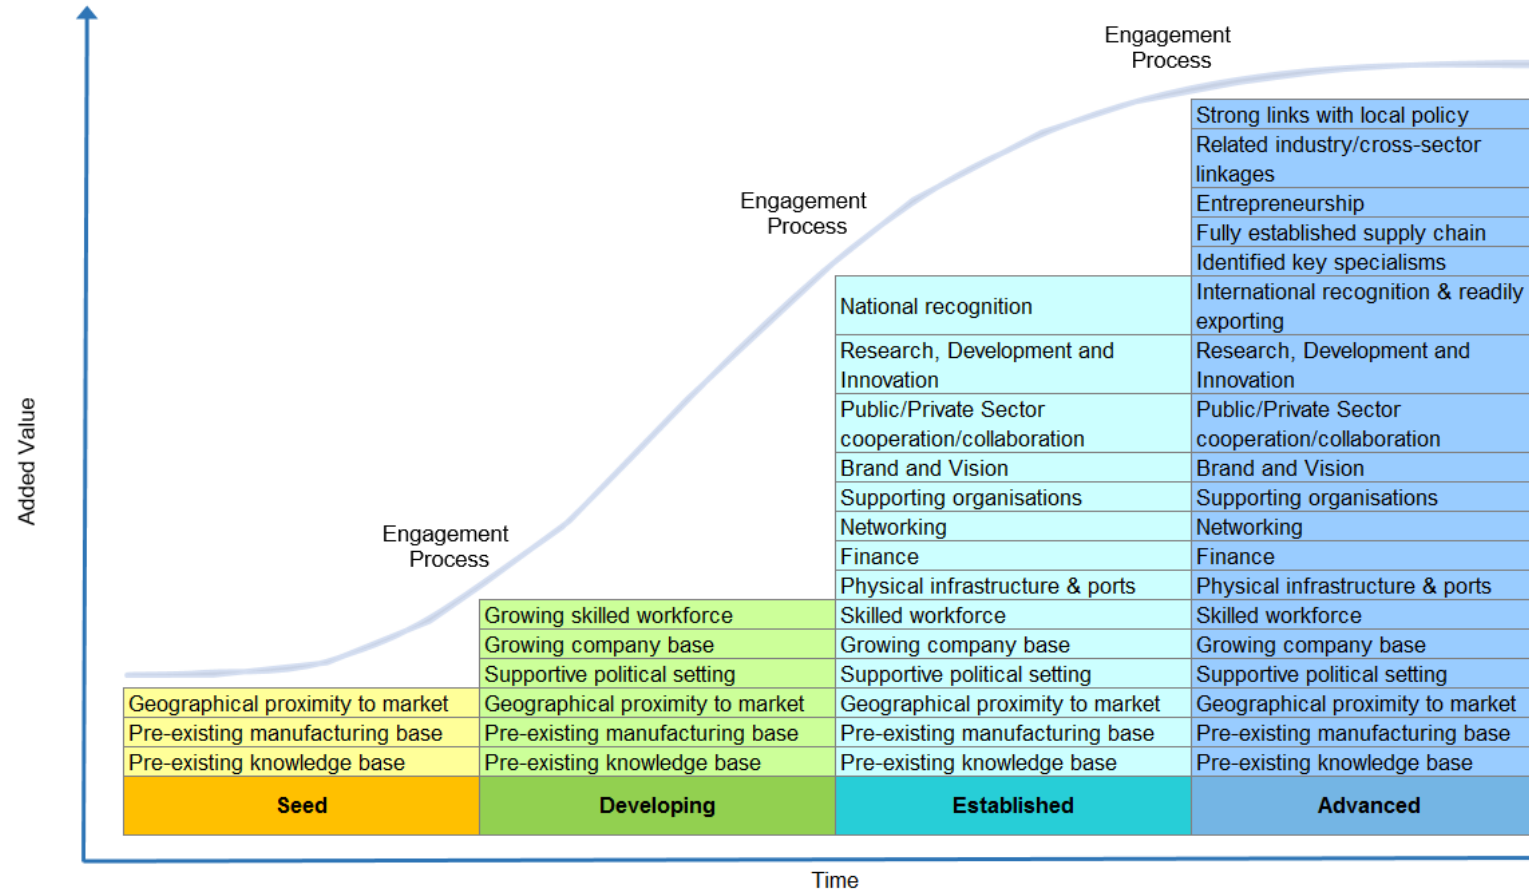 Engagement
Process
Strong links with local policy
Related industry/cross-sector
linkages
Entrepreneurship
Engagement
Process
Fully established supply chain
Identified key specialisms
National recognition
International recognition & readily
exporting
Research, Development and
Innovation
Research, Development and
Innovation
Public/Private Sector
cooperation/collaboration
Public/Private Sector
cooperation/collaboration
Added Value
Brand and Vision
Brand and Vision
Supporting organisations
Supporting organisations
Engagement
Process
Networking
Networking
Finance
Finance
Physical infrastructure & ports
Physical infrastructure & ports
Growing skilled workforce
Skilled workforce
Skilled workforce
Growing company base
Growing company base
Growing company base
Supportive political setting
Supportive political setting
Supportive political setting
Geographical proximity to market
Geographical proximity to market
Geographical proximity to market
Geographical proximity to market
Pre-existing manufacturing base
Pre-existing manufacturing base
Pre-existing manufacturing base
Pre-existing manufacturing base
Pre-existing knowledge base
Pre-existing knowledge base
Pre-existing knowledge base
Pre-existing knowledge base
Seed
Developing
Established
Advanced
Time